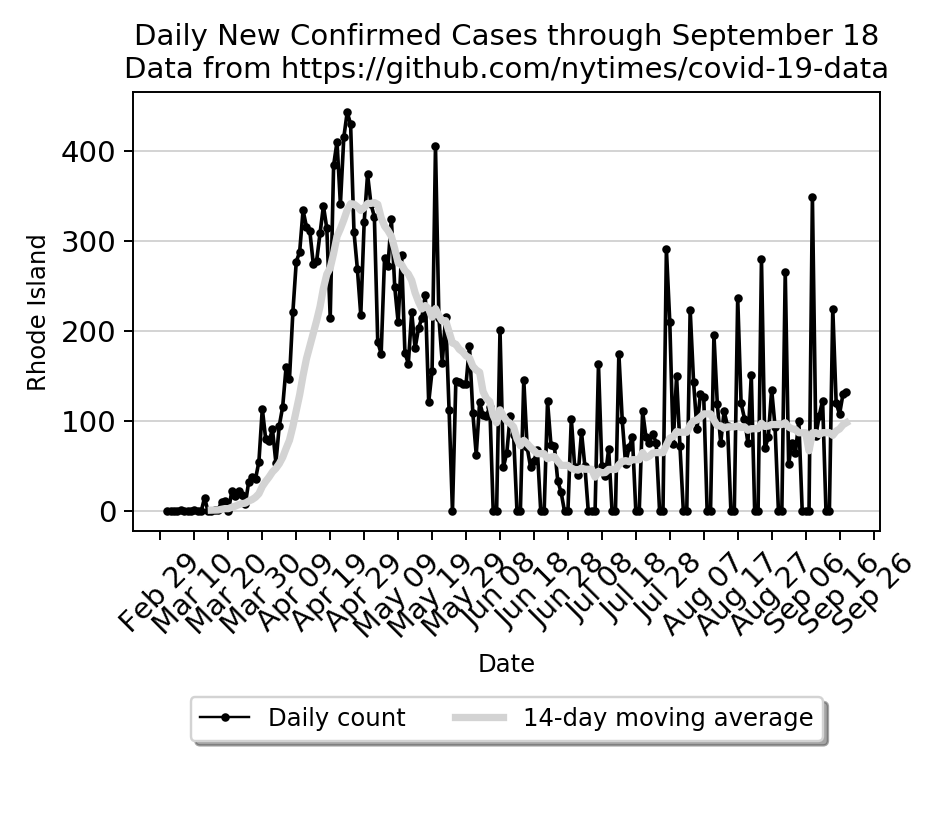 Daily New Confirmed Cases through September 18
Data from https://github.com/nytimes/covid-19-data
Rhode Island
400
300
200
100
0
Feb 29
Mar 10
Mar 20
Mar 30
Apr 09
Apr 19
Apr 29
May 09
May 19
May 29
Jun 08
Jun 18
Jun 28
Jul 08
Jul 18
Jul 28
Aug 07
Aug 17
Aug 27
Sep 06
Sep 16
Sep 26
Date
Daily count
14-day moving average